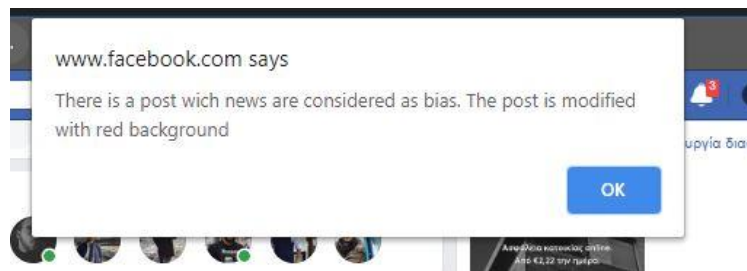 www.facebook.com says
There is a post wich news are considered as bias. The post is modified
with red background
3
υργία δια
OK
Ασφάλεια κατοικίας online.
Από €2,22 την ημέρα.